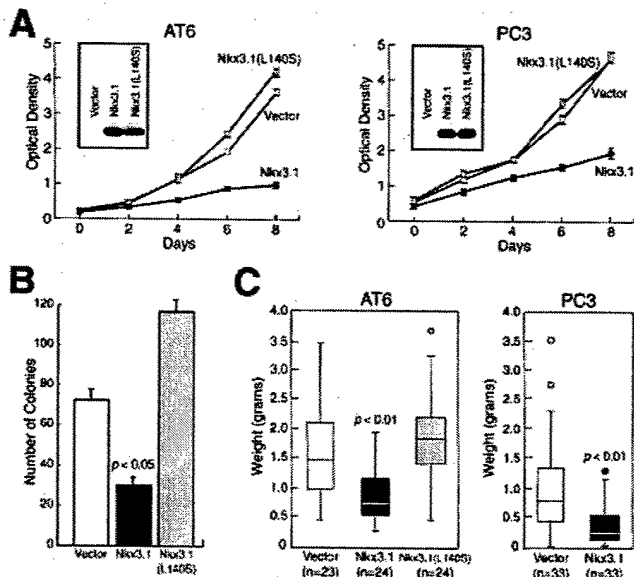 A
AT6
PC3
Optical Density
5
4
3
2
1
0
Vector
Nkx3.1
Nkx3.1(L140S)
Nkx3.1(L140S)
Vector
Nkx3.1
0 2 4 6 8
Days
Optical Density
5
4
3
2
1
0
Vector
Nkx3.1
Nkx3.1(L140S)
Nkx3.1(L140S)
Vector
Nkx3.1
0 2 4 6 8
Days
B
Number of Colonies
120
100
80
60
40
20
0
p<0.05
Vector Nkx3.1 Nkx3.1
(L140S)
C
AT6
PC3
Weight (grams)
4.0
3.5
3.0
2.5
2.0
1.5
1.0
0.5
0.0
p<0.01
Vector Nkx3.1 Nkx3.1(L140S)
(n=23) (n=24) (n=24)
Weight (grams)
4.0
3.5
3.0
2.5
2.0
1.5
1.0
0.5
0.0
p<0.01
Vector Nkx3.1
(n=33) (n=33)